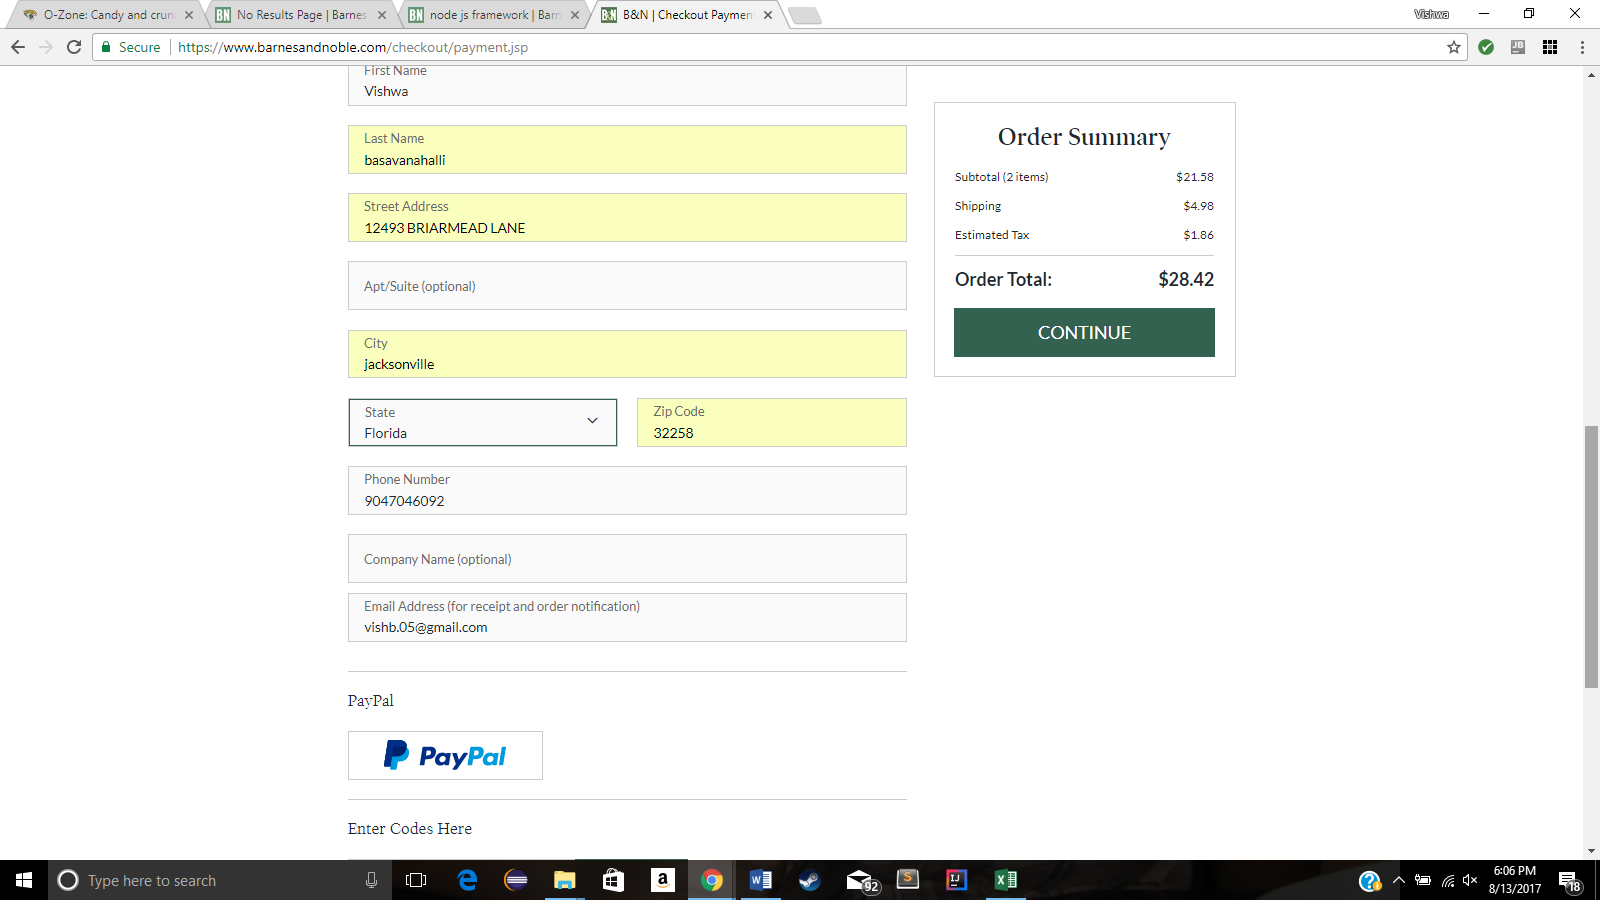 O-Zone: Candy and crun
No Results Page | Barnes
node js framework | Barn
B&N | Checkout Payment
Vishwa
Secure
https://www.barnesandnoble.com/checkout/payment.jsp
First Name
Vishwa
Last Name
basavanahalli
Street Address
12493 BRIARMEAD LANE
Apt/Suite (optional)
City
jacksonville
State
Florida
Zip Code
32258
Phone Number
9047046092
Company Name (optional)
Email Address (for receipt and order notification)
vishb.05@gmail.com
PayPal
PayPal
Enter Codes Here
Order Summary
Subtotal (2 items) $21.58
Shipping $4.98
Estimated Tax $1.86
Order Total: $28.42
CONTINUE
Type here to search
92
6:06 PM
8/13/2017
18